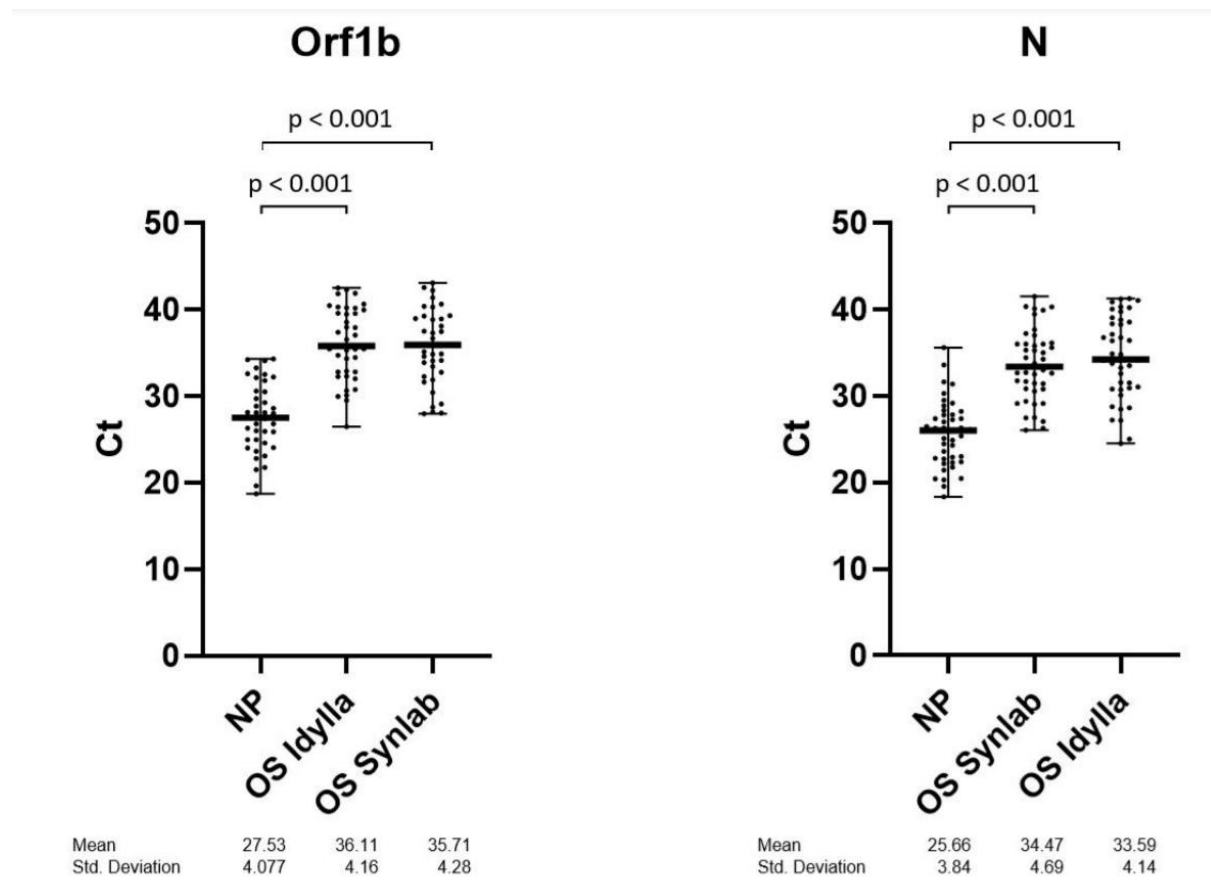 Orf1b
p < 0.001
p < 0.001
50
40
30
20
10
0
Ct
NP
OS Idylla
OS Synlab
Mean 27.53 36.11 35.71
Std. Deviation 4.077 4.16 4.28
N
p < 0.001
p < 0.001
50
40
30
20
10
0
Ct
NP
OS Synlab
OS Idylla
Mean 25.66 34.47 33.59
Std. Deviation 3.84 4.69 4.14